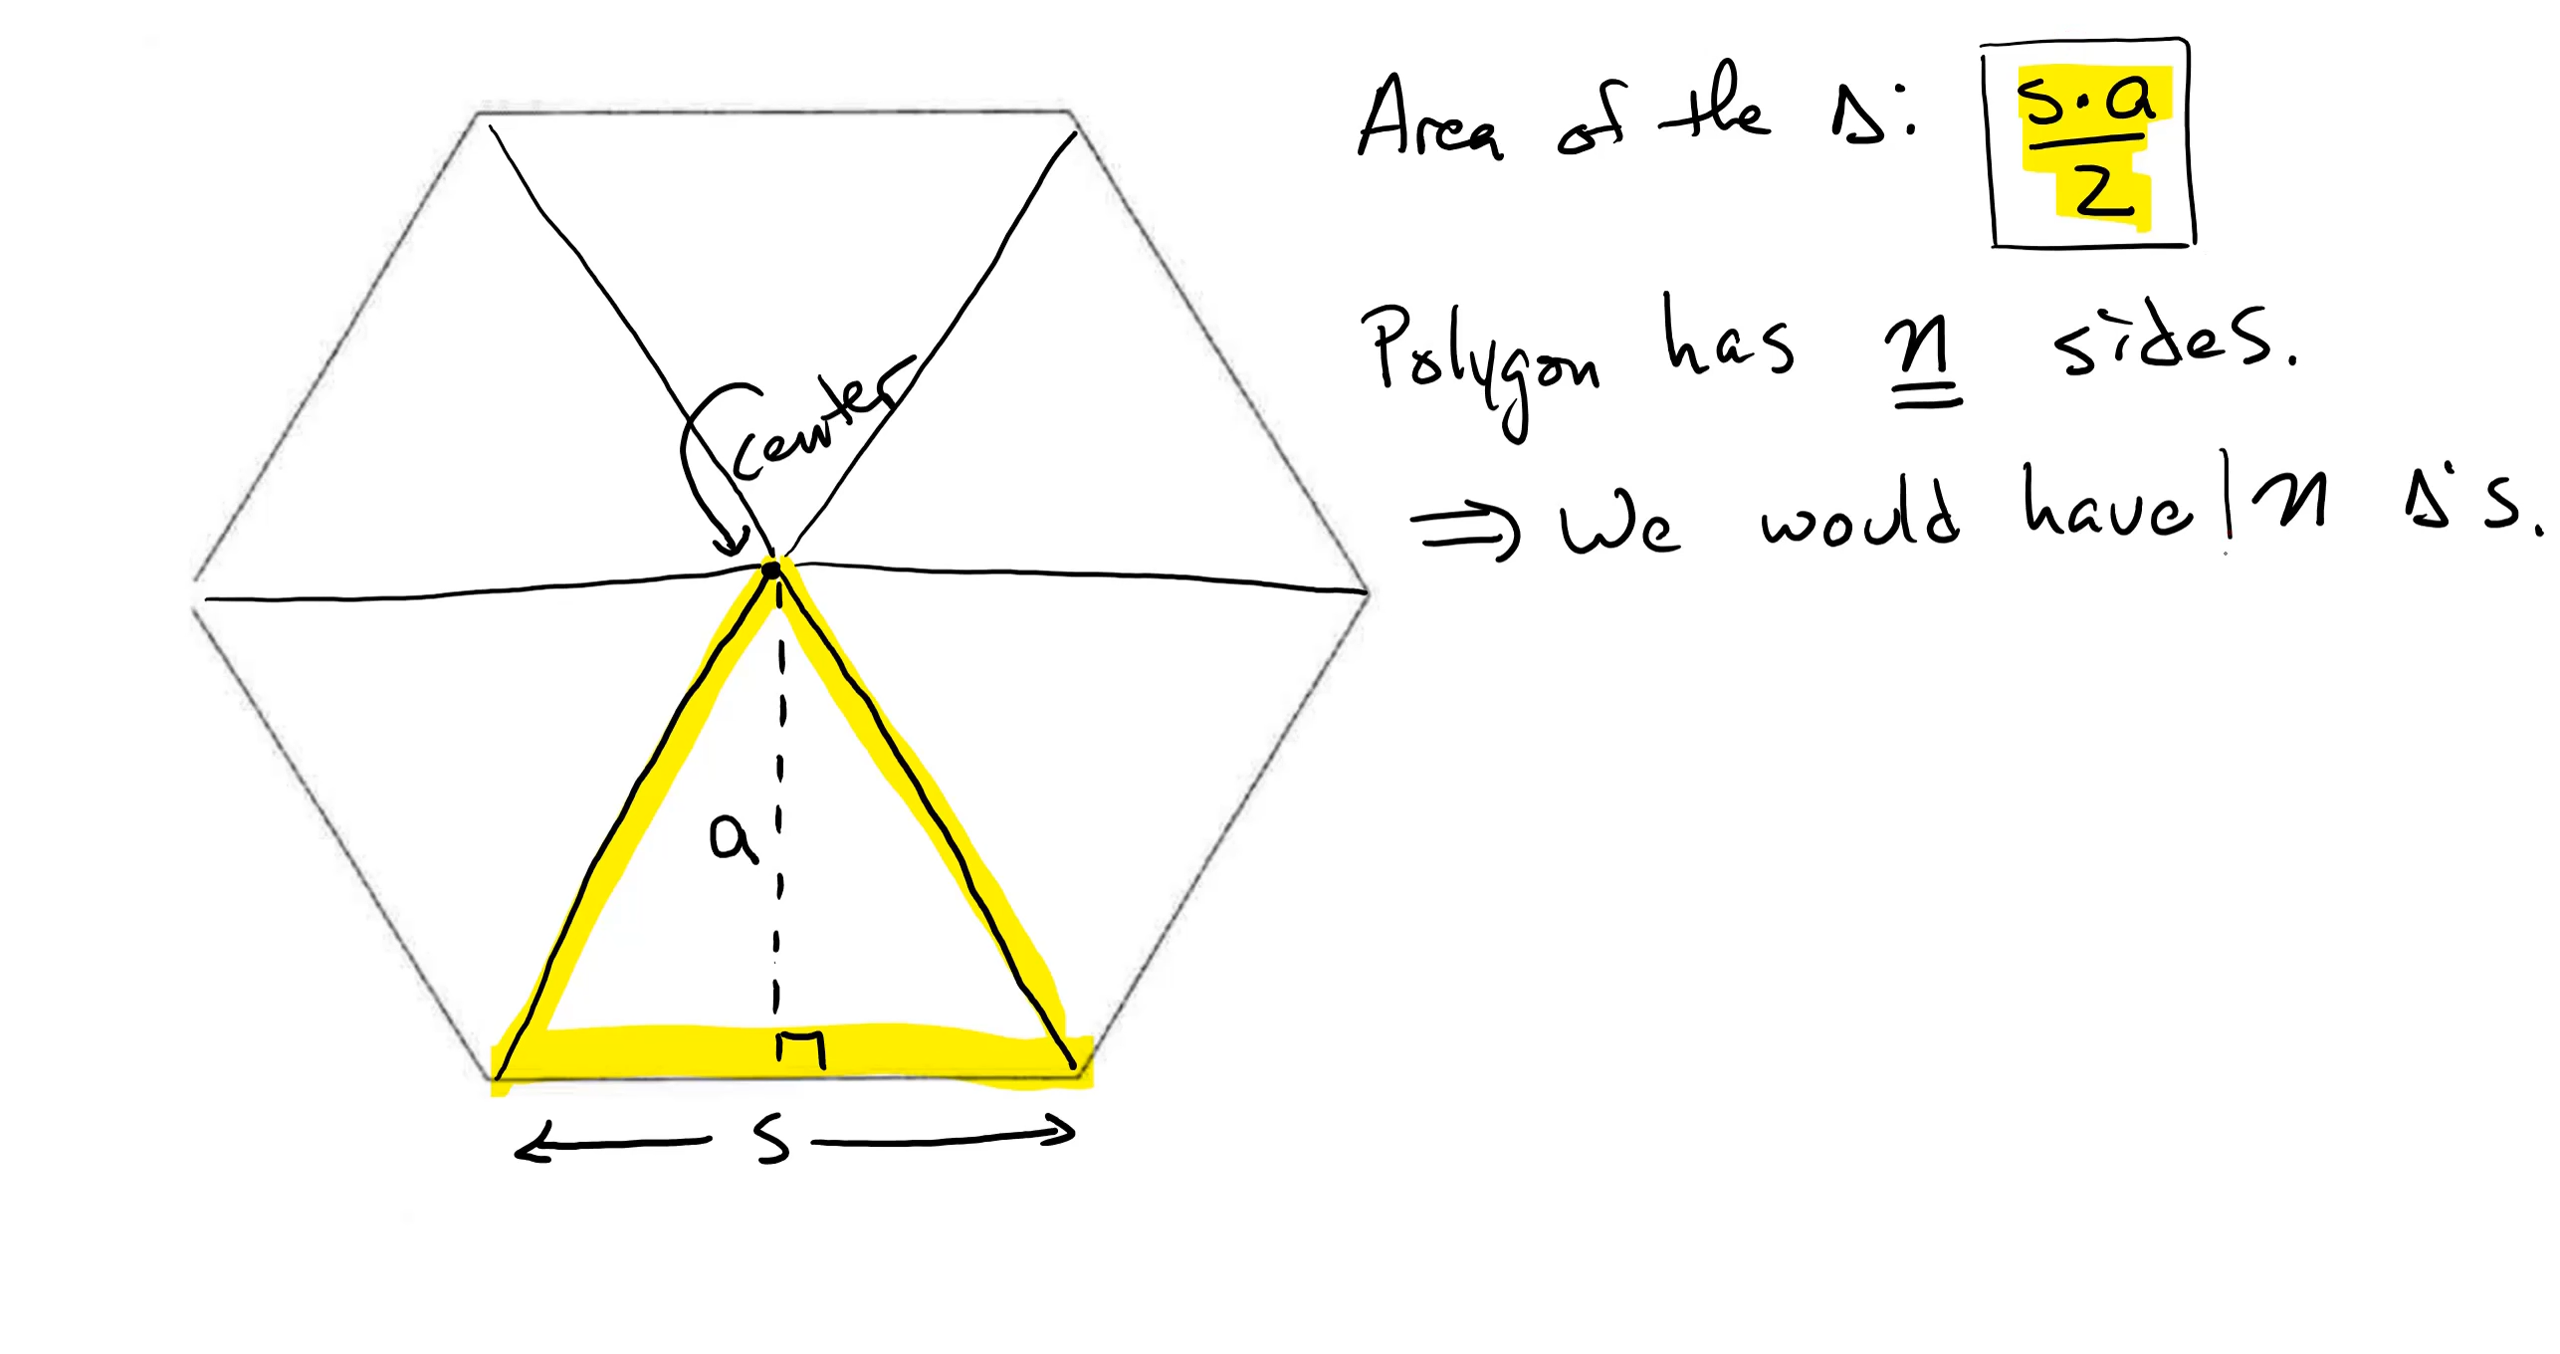 Area of the Δ: s·a/2
Polygon has n sides.
⇒ We would have n Δ's.
center
a
s